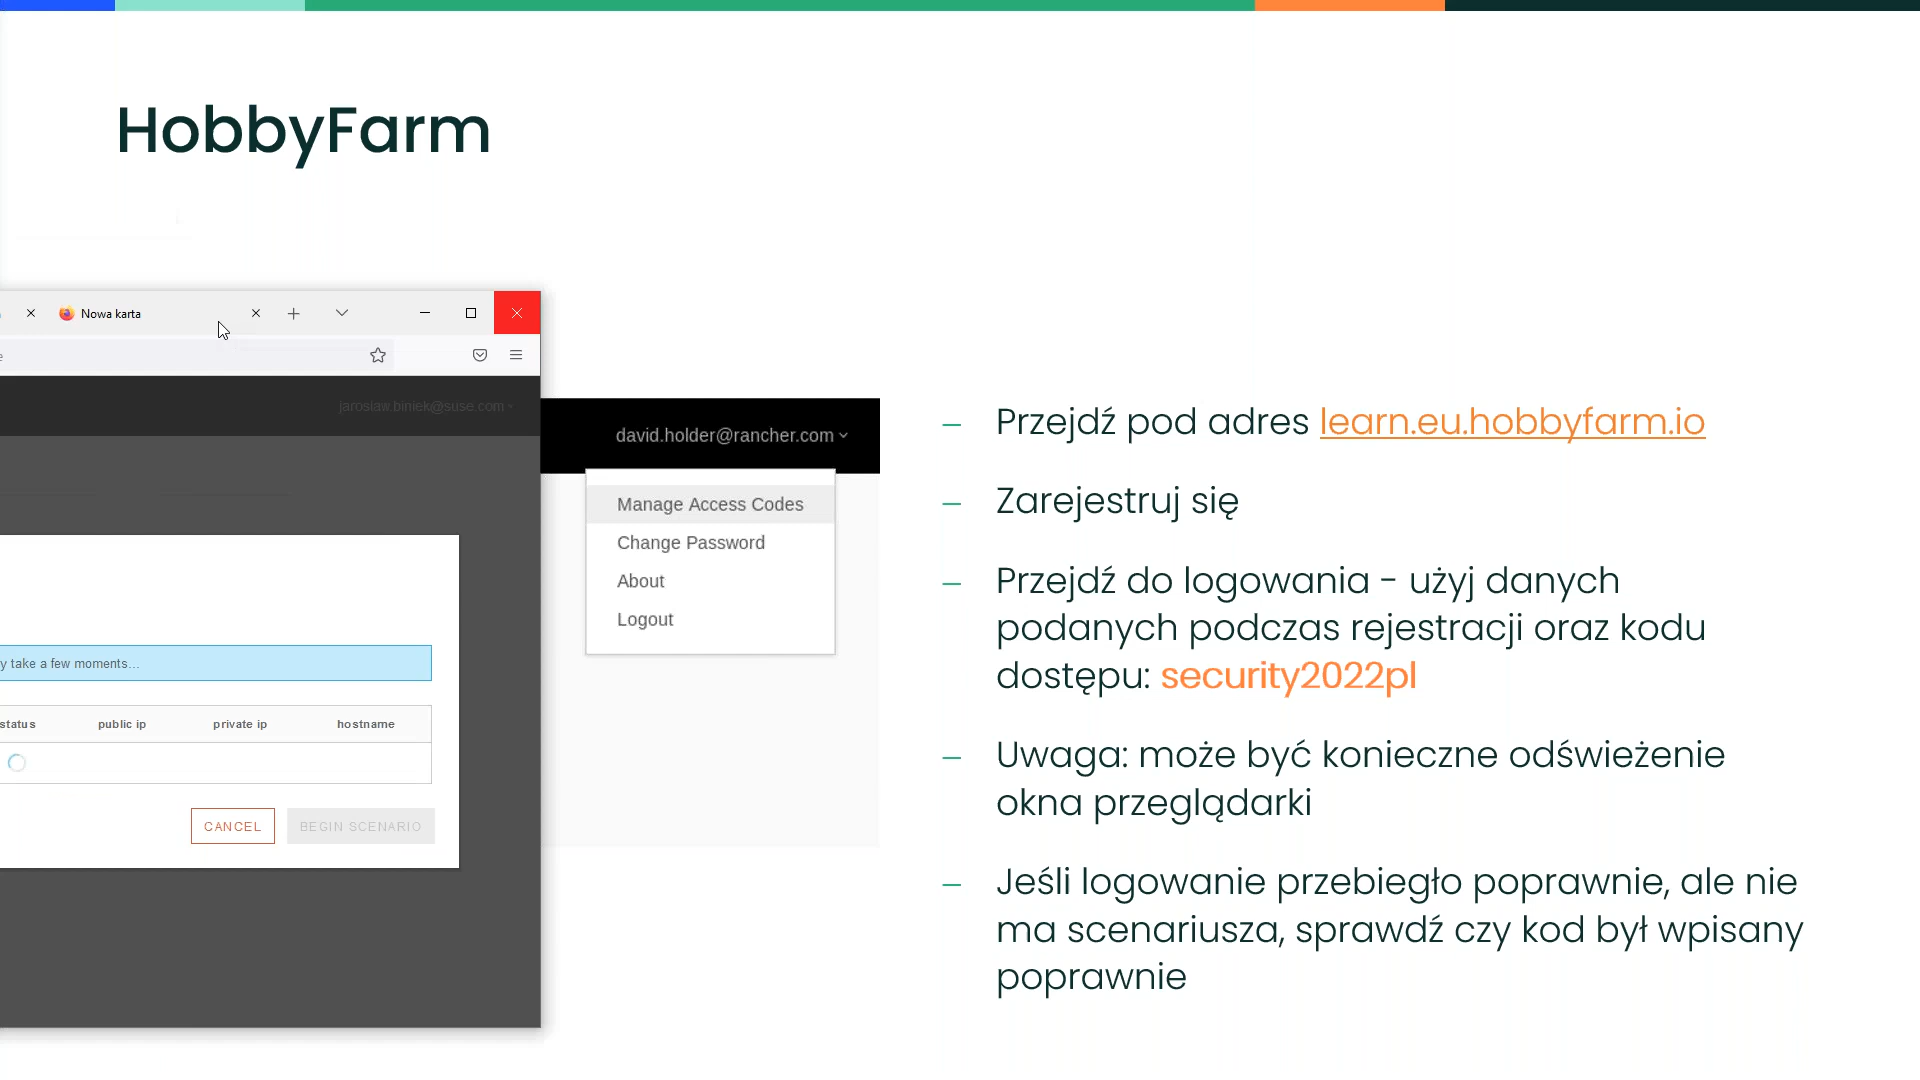 HobbyFarm
Nowa karta
e
jaroslaw.biniek@suse.com
david.holder@rancher.com
Manage Access Codes
Change Password
About
Logout
y take a few moments...
status public ip private ip hostname
CANCEL BEGIN SCENARIO
– Przejdź pod adres learn.eu.hobbyfarm.io
– Zarejestruj się
– Przejdź do logowania - użyj danych
podanych podczas rejestracji oraz kodu
dostępu: security2022pl
– Uwaga: może być konieczne odświeżenie
okna przeglądarki
– Jeśli logowanie przebiegło poprawnie, ale nie
ma scenariusza, sprawdź czy kod był wpisany
poprawnie